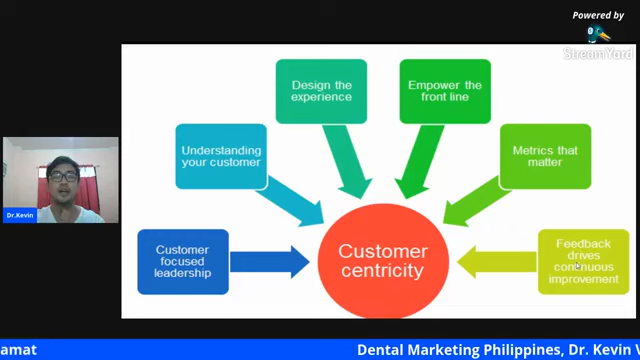 Powered by
StreamYard
Design the
experience
Empower the
front line
Understanding
your customer
Metrics that
matter
Customer
focused
leadership
Customer
centricity
Feedback
drives
continuous
improvement
Dr.Kevin
amat
Dental Marketing Philippines, Dr. Kevin V